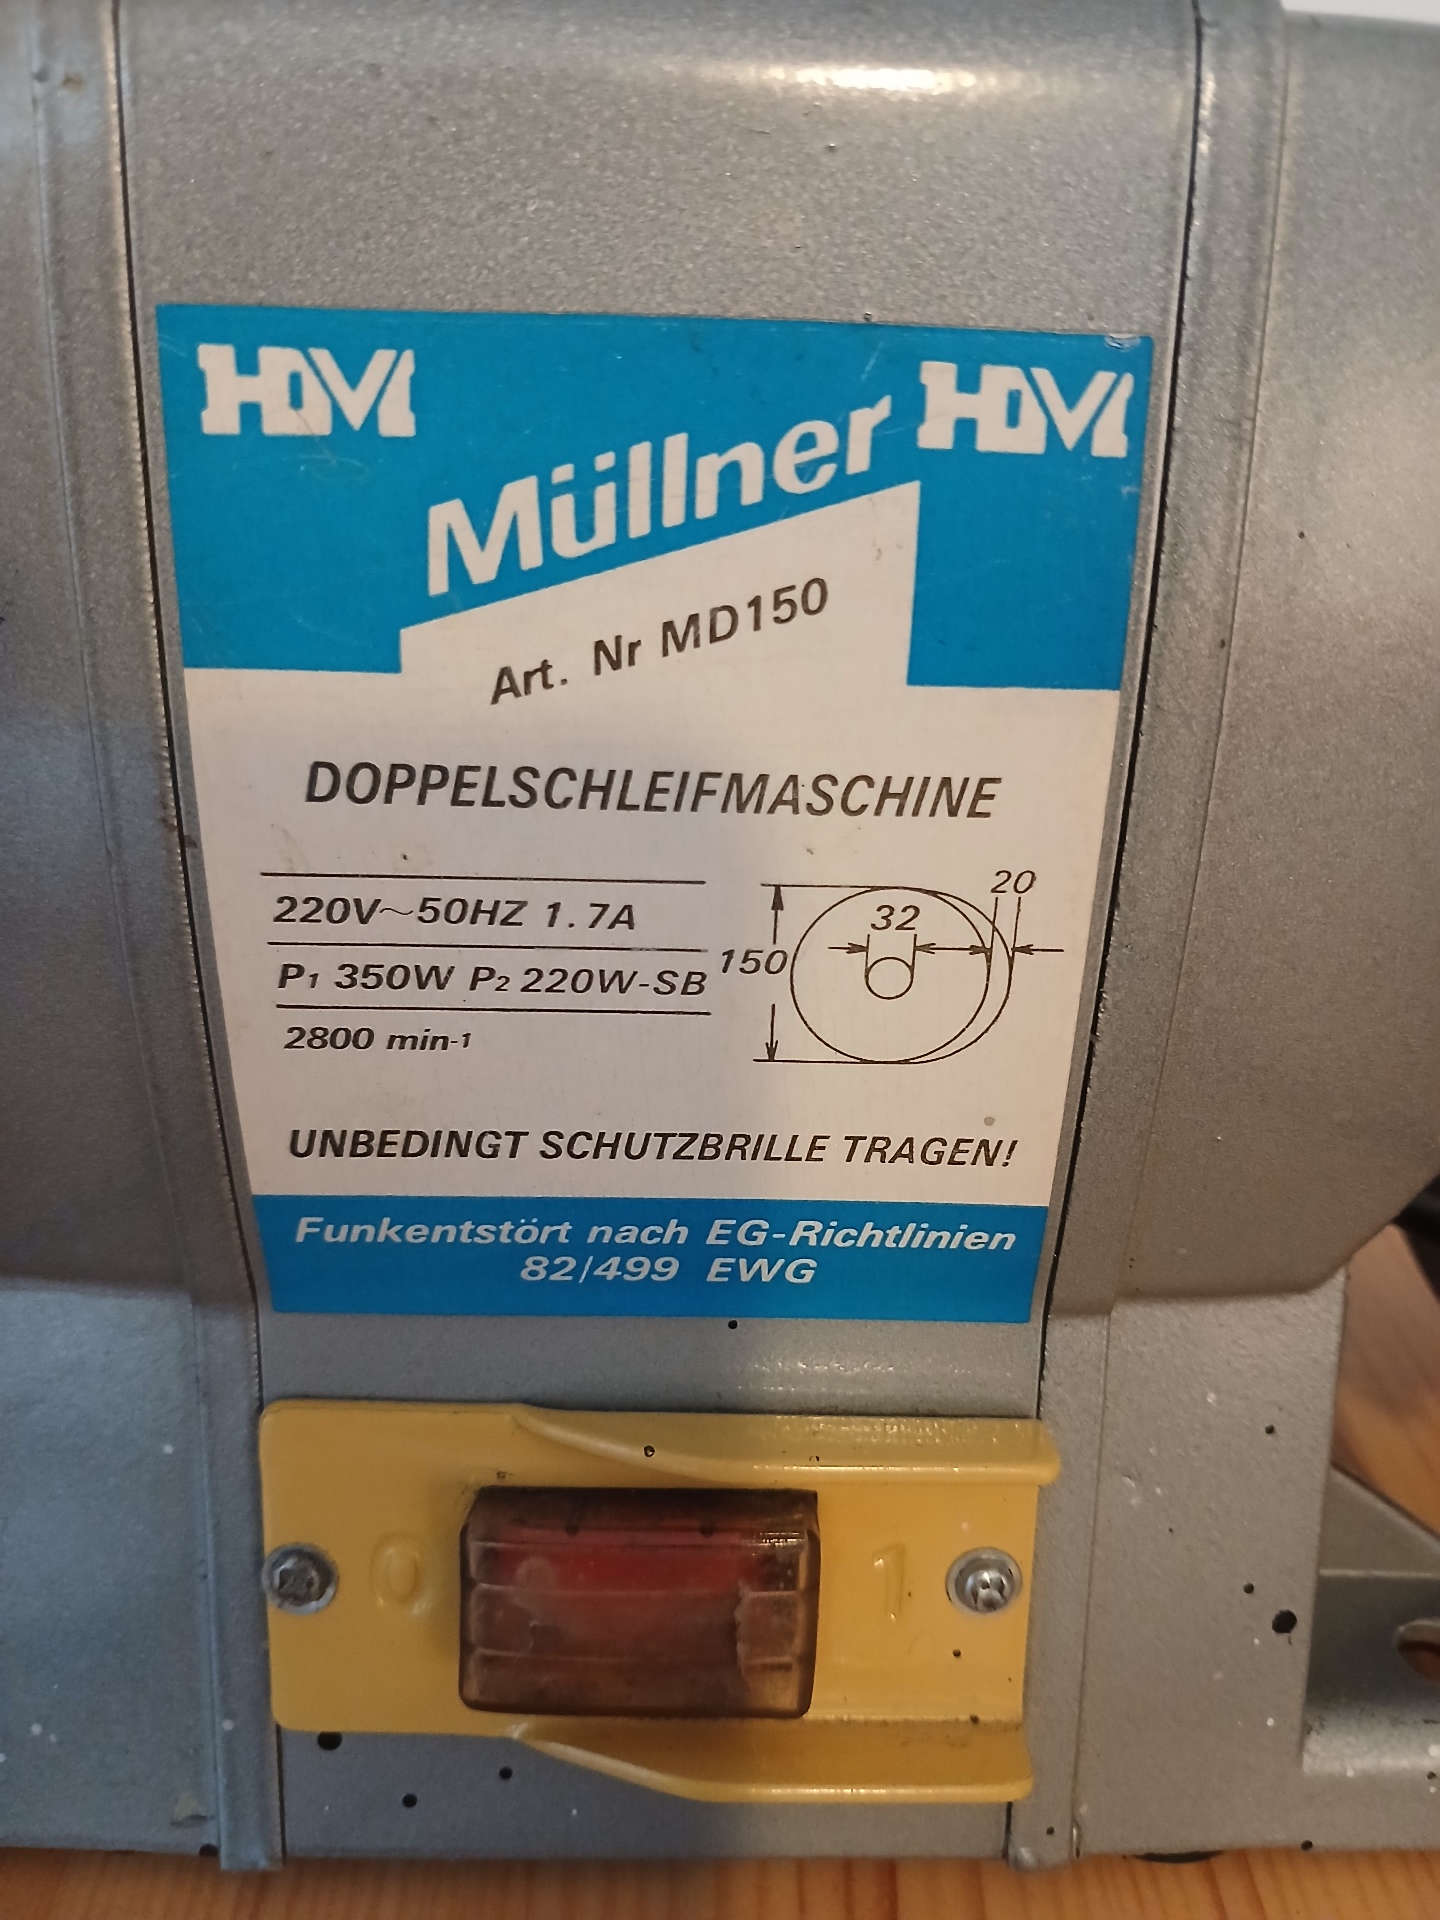 HM
HM
Müllner
Art. Nr MD150
DOPPELSCHLEIFMASCHINE
220V~50HZ 1.7A
P1 350W P2 220W-SB
2800 min-1
20
32
150
UNBEDINGT SCHUTZBRILLE TRAGEN!
Funkentstört nach EG-Richtlinien
82/499 EWG
0 1